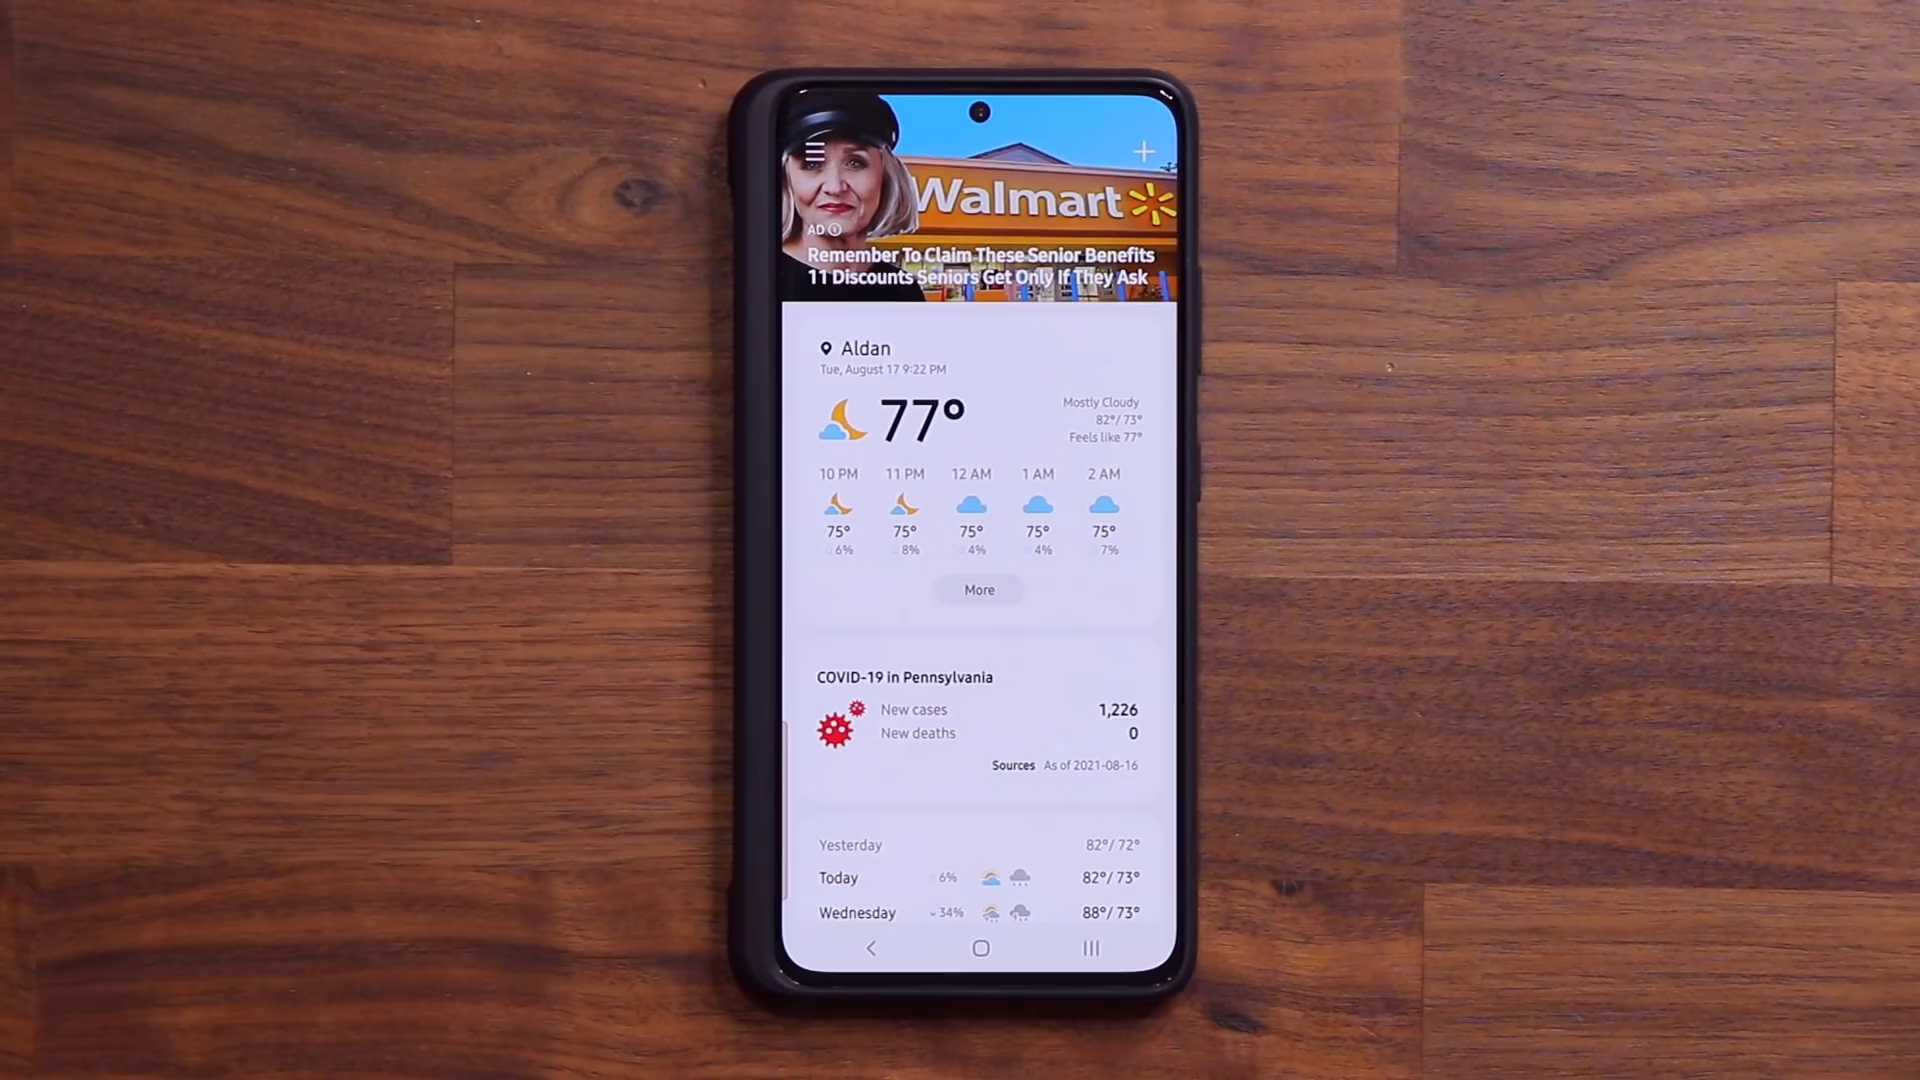 Walmart
AD
Remember To Claim These Senior Benefits
11 Discounts Seniors Get Only If They Ask
Aldan
Tue, August 17 9:22 PM
77°
Mostly Cloudy
82°/ 73°
Feels like 77°
10 PM 11 PM 12 AM 1 AM 2 AM
75° 75° 75° 75° 75°
6% 8% 4% 4% 7%
More
COVID-19 in Pennsylvania
New cases 1,226
New deaths 0
Sources As of 2021-08-16
Yesterday 82°/ 72°
Today 6% 82°/ 73°
Wednesday 34% 88°/ 73°